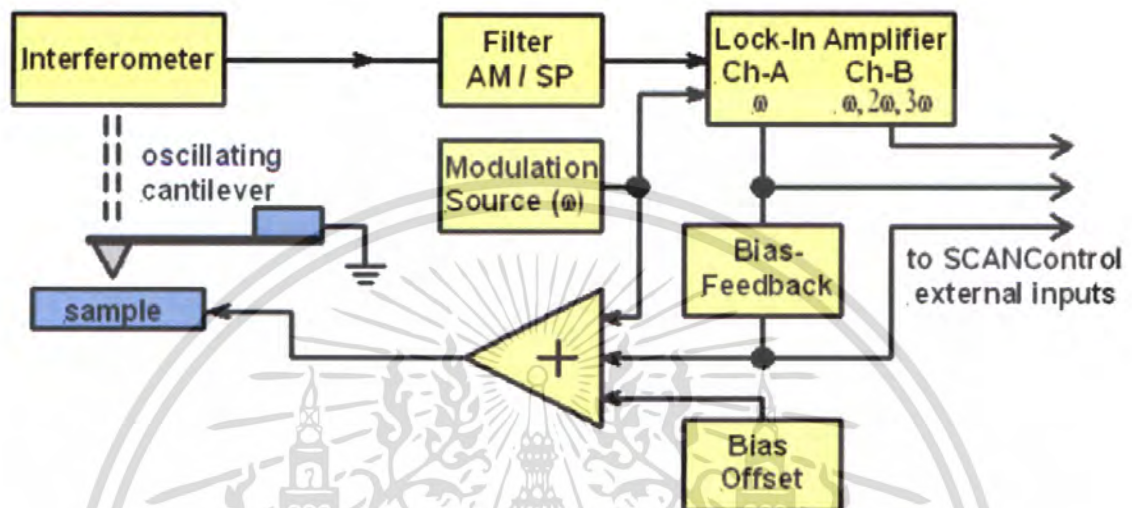 Interferometer
Filter
AM / SP
Lock-In Amplifier
Ch-A Ch-B
ω ω, 2ω, 3ω
oscillating
cantilever
Modulation
Source (ω)
Bias-
Feedback
to SCANControl
external inputs
sample
+
Bias
Offset